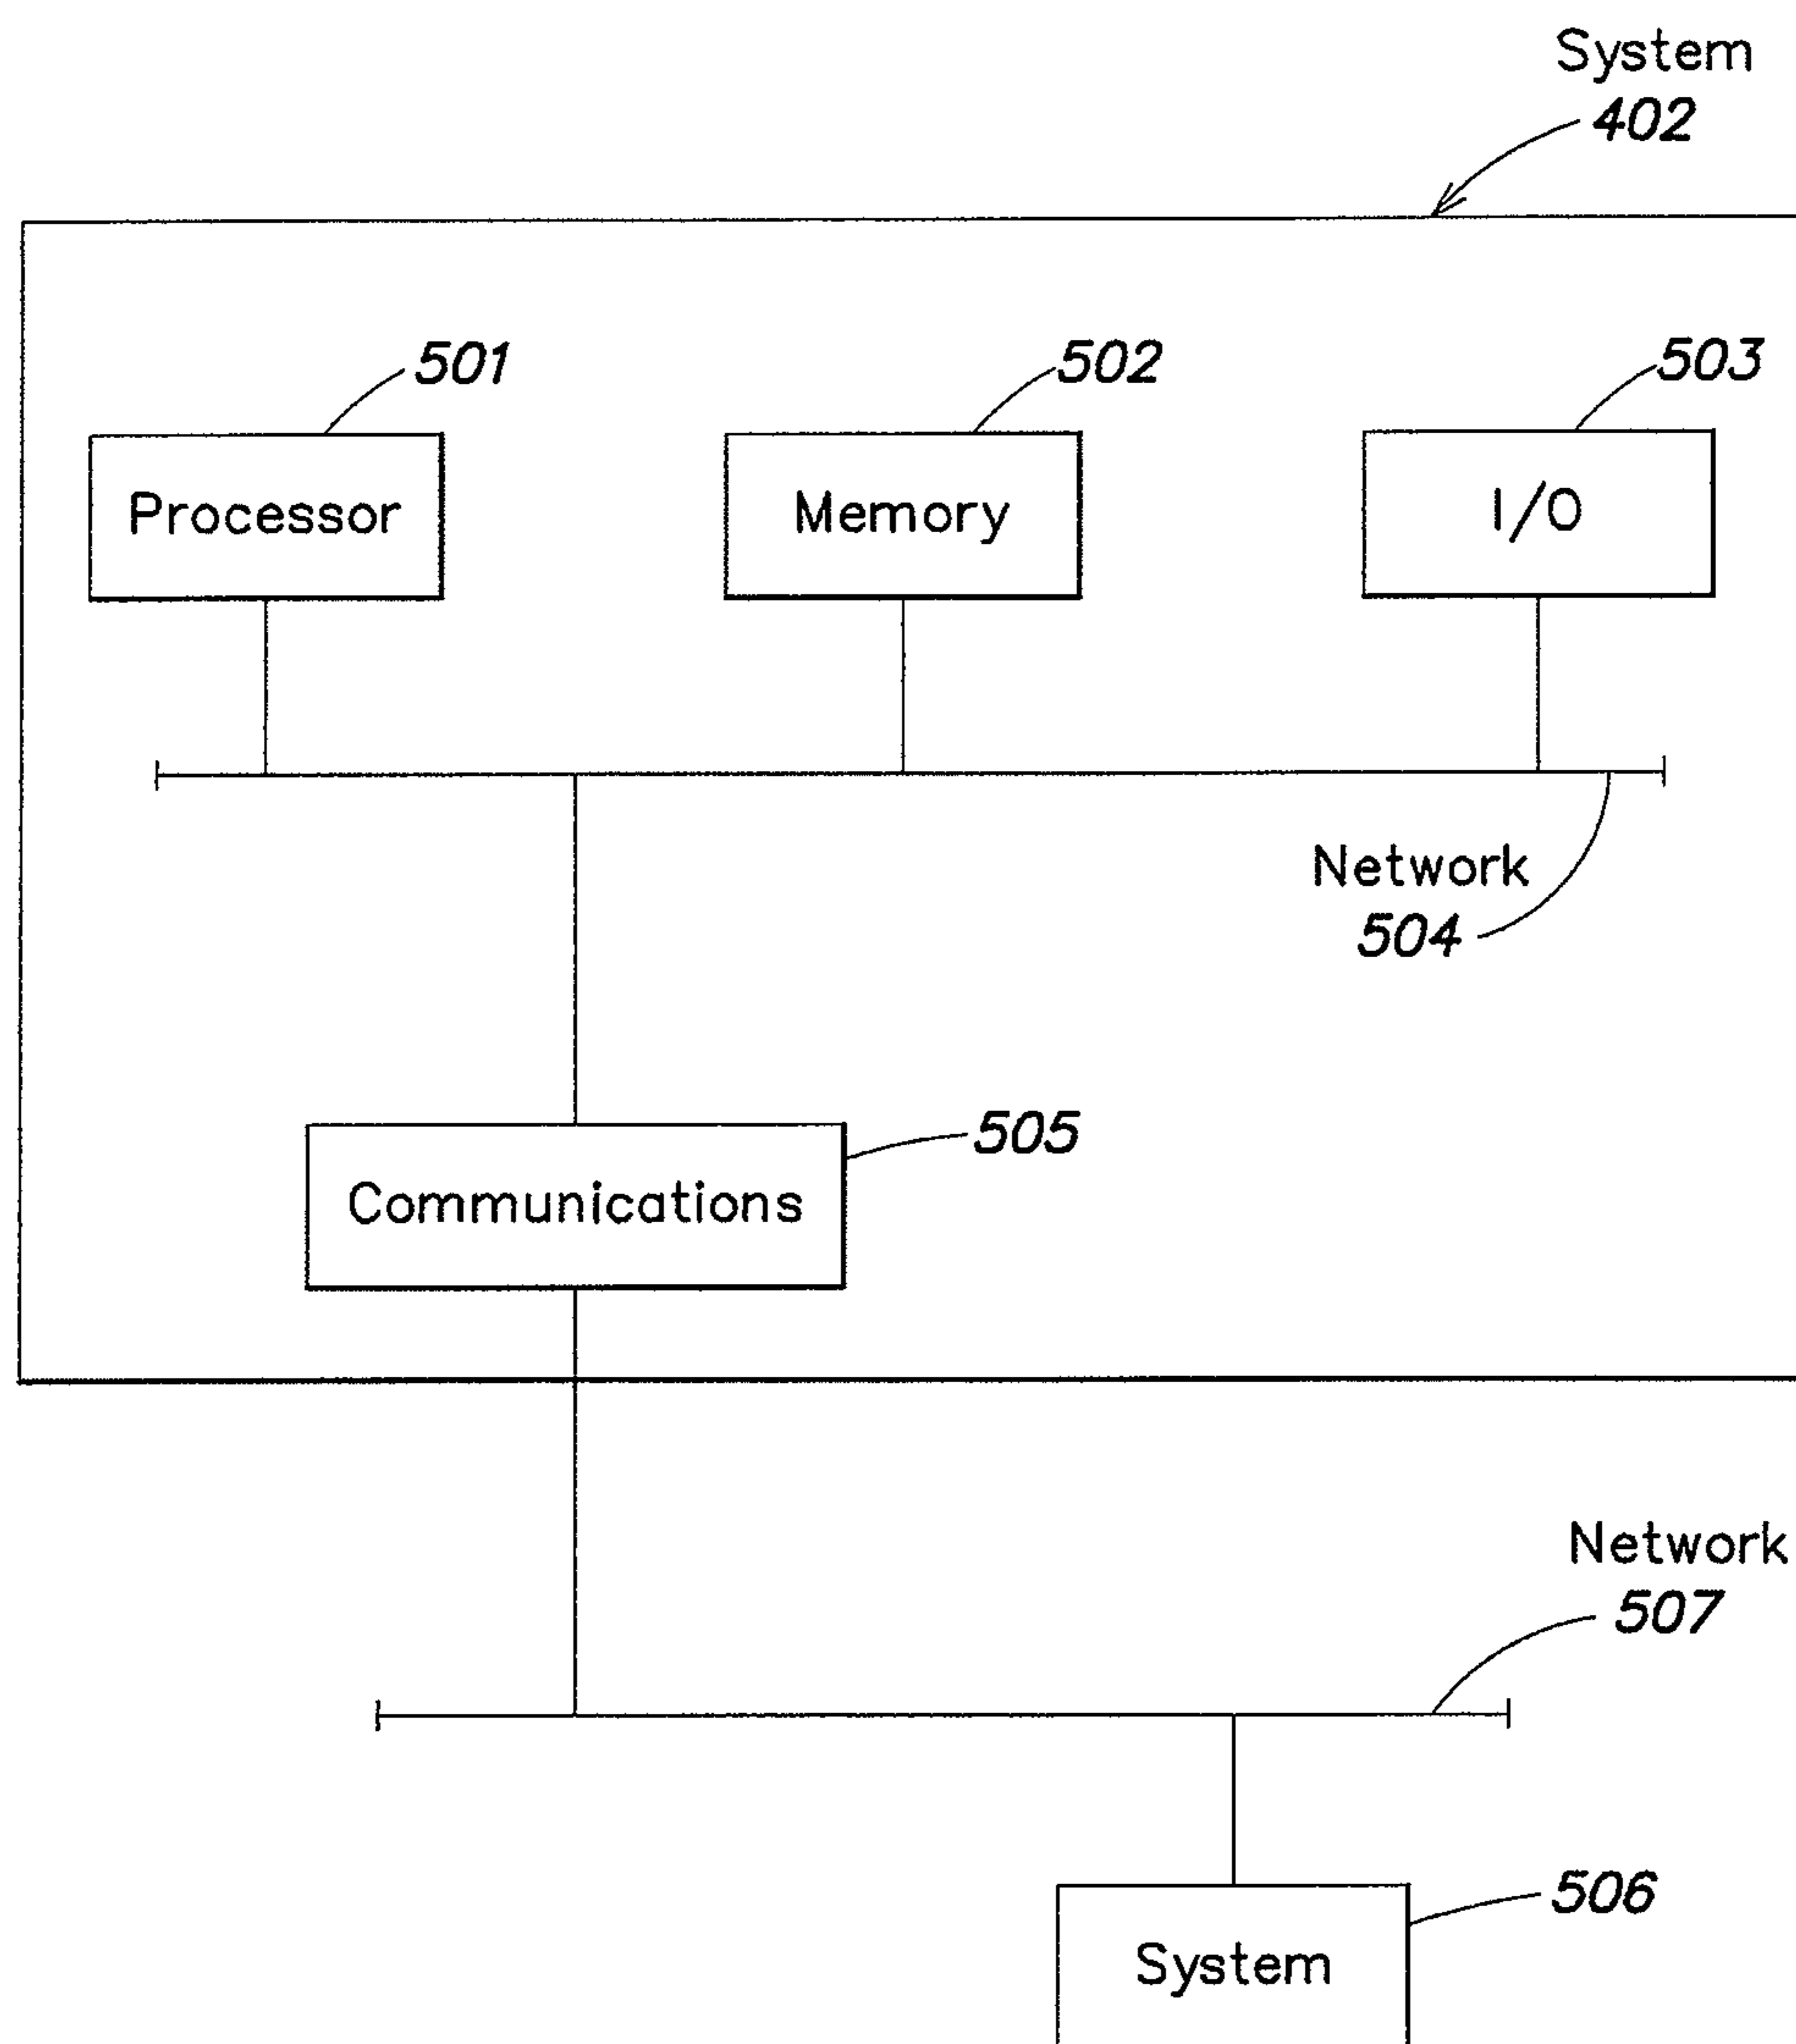 System
402
501
502
503
Processor
Memory
I/O
Network
504
505
Communications
Network
507
506
System